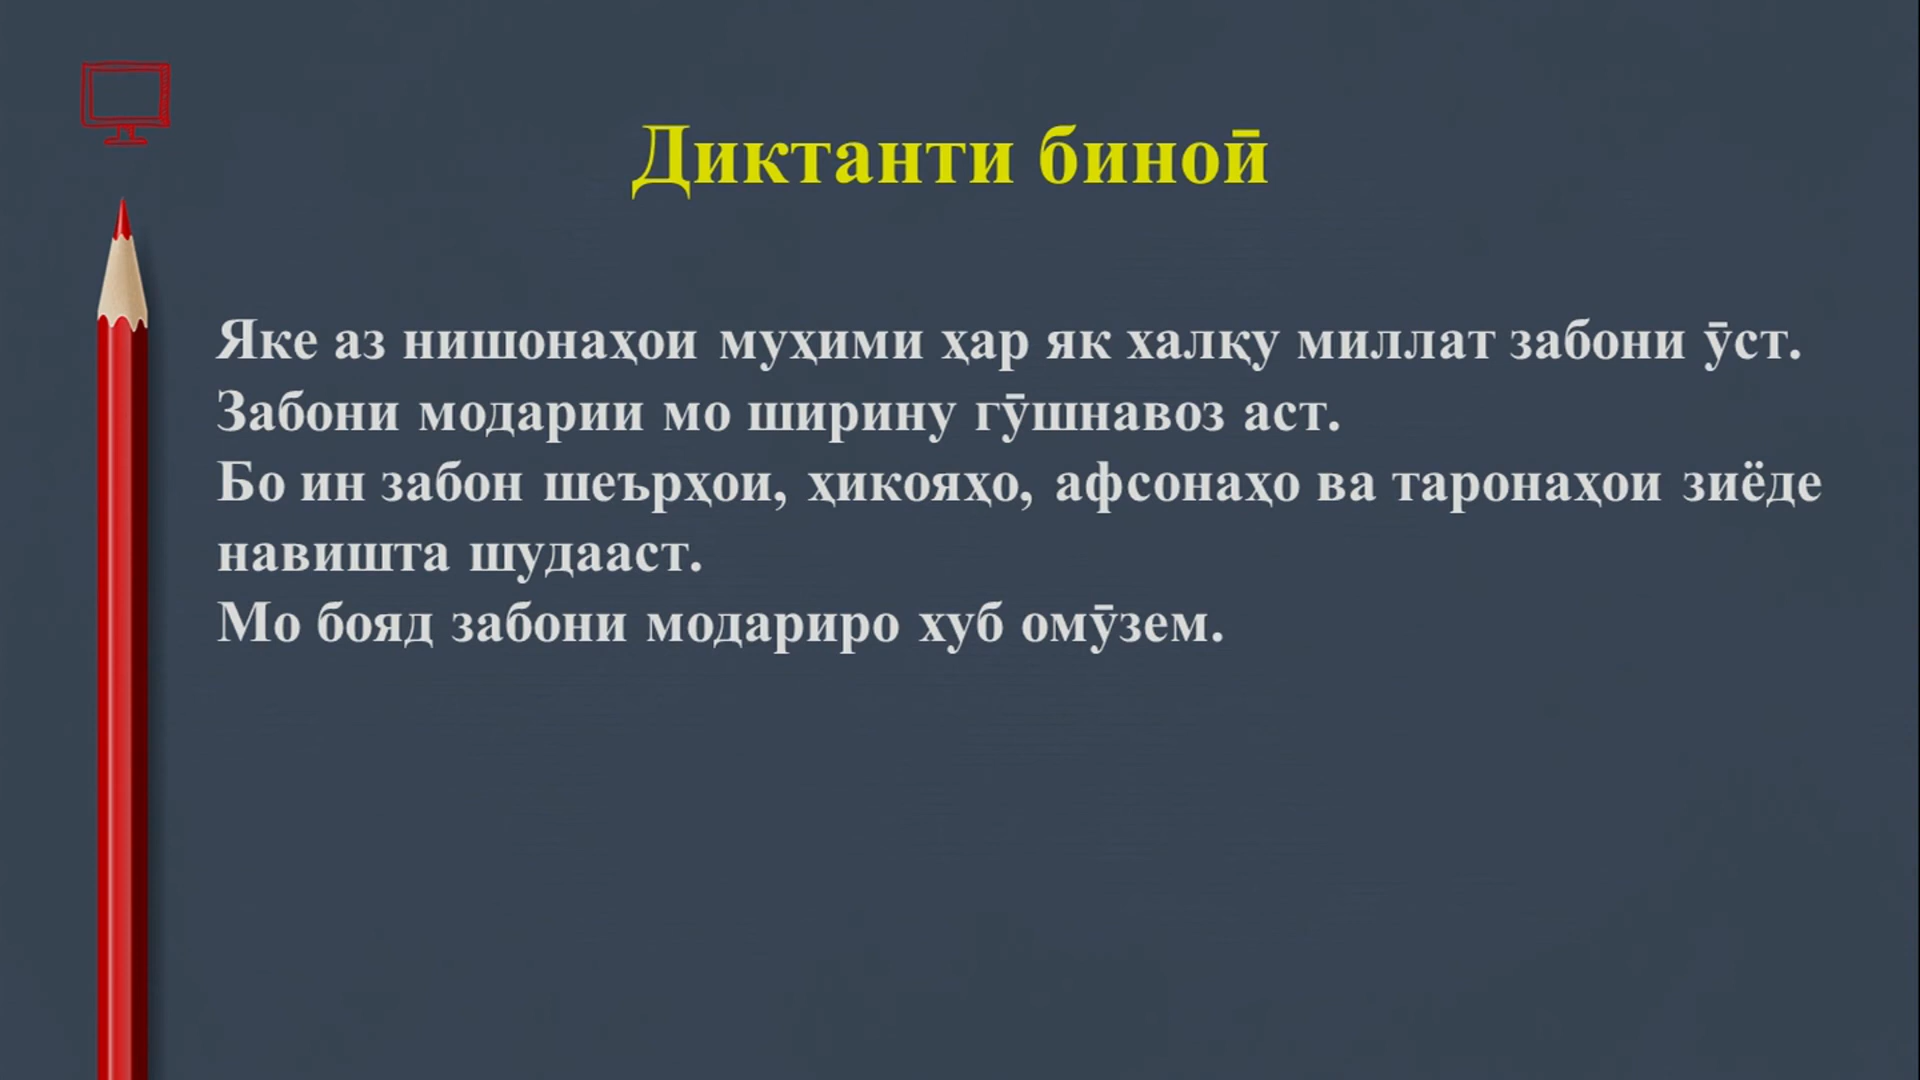 Диктанти биноӣ
Яке аз нишонаҳои муҳими ҳар як халқу миллат забони ӯст.
Забони модарии мо ширину гӯшнавоз аст.
Бо ин забон шеърҳои, ҳикояҳо, афсонаҳо ва таронаҳои зиёде
навишта шудааст.
Мо бояд забони модариро хуб омӯзем.